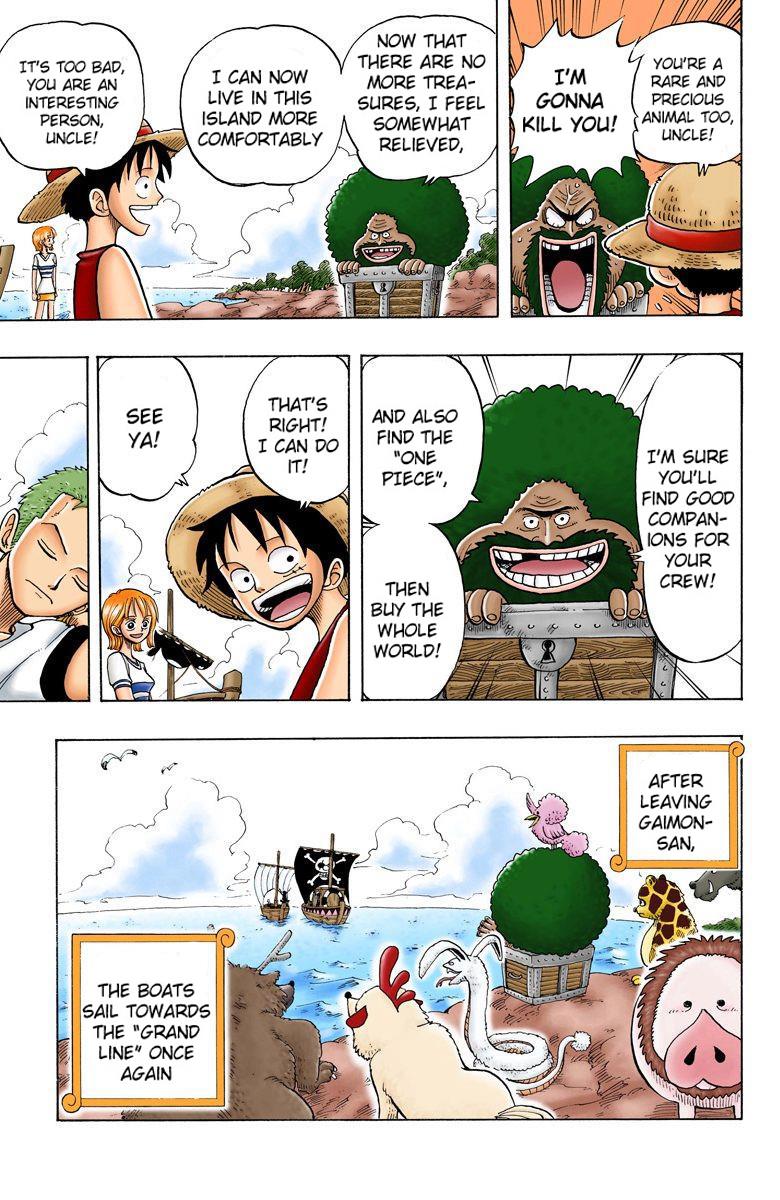 YOU'RE A
RARE AND
PRECIOUS
ANIMAL TOO,
UNCLE!
I'M
GONNA
KILL YOU!
NOW THAT
THERE ARE NO
MORE TREA-
SURES, I FEEL
SOMEWHAT
RELIEVED,
I CAN NOW
LIVE IN THIS
ISLAND MORE
COMFORTABLY
IT'S TOO BAD,
YOU ARE AN
INTERESTING
PERSON,
UNCLE!
I'M SURE
YOU'LL
FIND GOOD
COMPAN-
IONS FOR
YOUR
CREW!
AND ALSO
FIND THE
"ONE
PIECE",
THEN
BUY THE
WHOLE
WORLD!
THAT'S
RIGHT!
I CAN DO
IT!
SEE
YA!
AFTER
LEAVING
GAIMON-
SAN,
THE BOATS
SAIL TOWARDS
THE "GRAND
LINE" ONCE
AGAIN